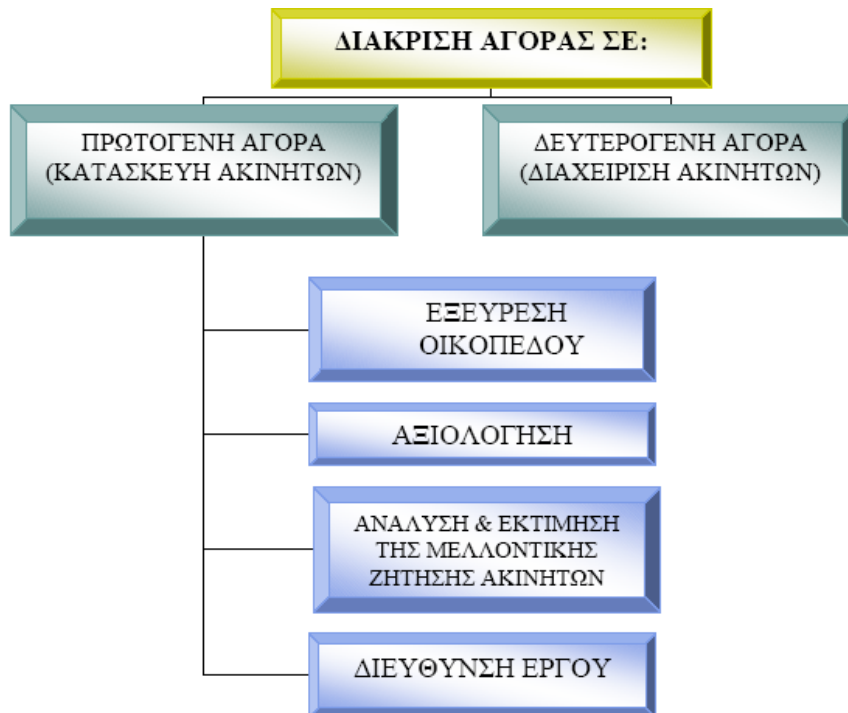 ΔΙΑΚΡΙΣΗ ΑΓΟΡΑΣ ΣΕ:
ΠΡΩΤΟΓΕΝΗ ΑΓΟΡΑ
(ΚΑΤΑΣΚΕΥΗ ΑΚΙΝΗΤΩΝ)
ΔΕΥΤΕΡΟΓΕΝΗ ΑΓΟΡΑ
(ΔΙΑΧΕΙΡΙΣΗ ΑΚΙΝΗΤΩΝ)
ΕΞΕΥΡΕΣΗ
ΟΙΚΟΠΕΔΟΥ
ΑΞΙΟΛΟΓΗΣΗ
ΑΝΑΛΥΣΗ & ΕΚΤΙΜΗΣΗ
ΤΗΣ ΜΕΛΛΟΝΤΙΚΗΣ
ΖΗΤΗΣΗΣ ΑΚΙΝΗΤΩΝ
ΔΙΕΥΘΥΝΣΗ ΕΡΓΟΥ